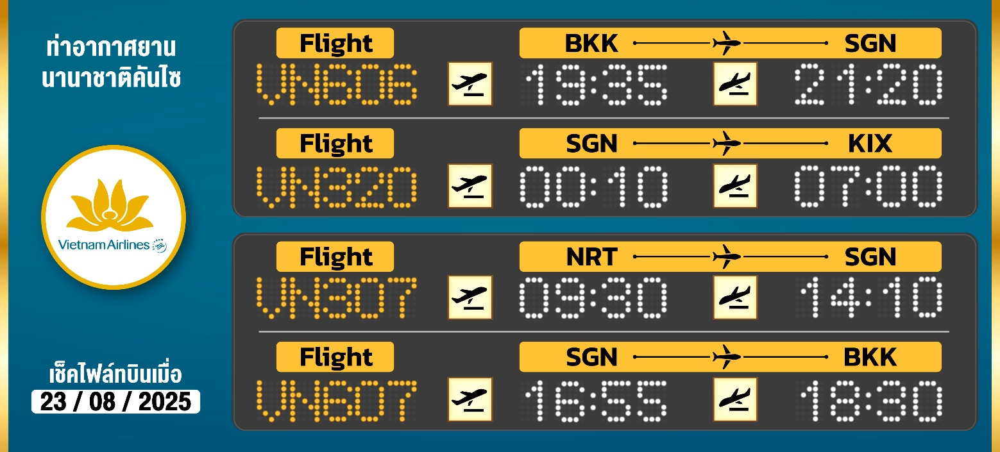 ท่าอากาศยาน
นานาชาติคันไซ
Vietnam Airlines
เช็คไฟล์ทบินเมื่อ
23 / 08 / 2025
Flight BKK SGN
VN606 19:35 21:20
Flight SGN KIX
VN320 00:10 07:00
Flight NRT SGN
VN307 09:30 14:10
Flight SGN BKK
VN607 16:55 18:30